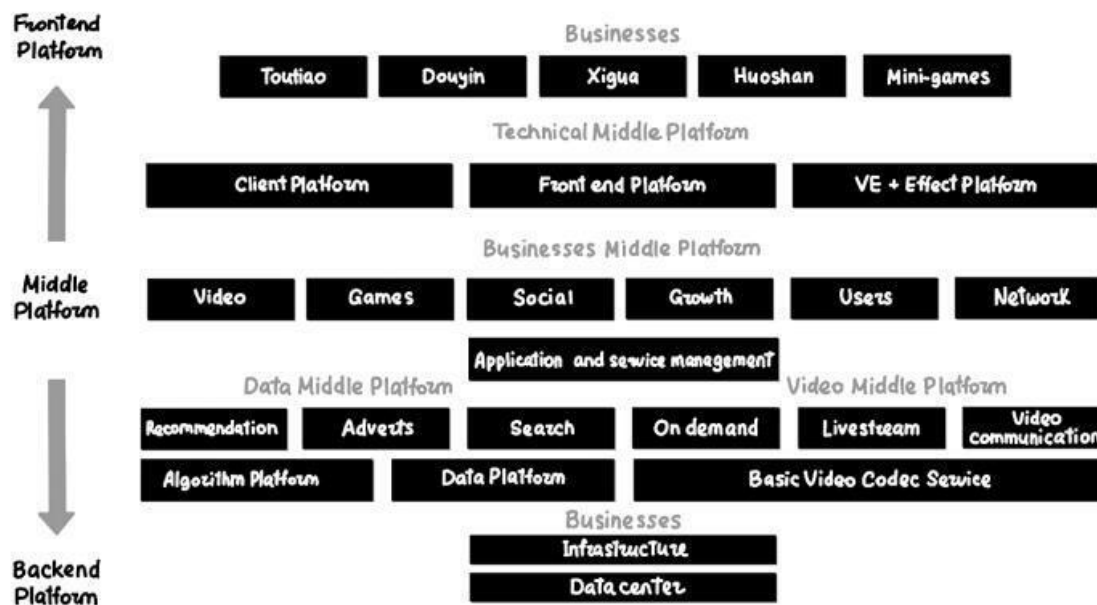 Frontend
Platform
Businesses
Toutiao Douyin Xigua Huoshan Mini-games
Technical Middle Platform
Client Platform Front end Platform VE + Effect Platform
Businesses Middle Platform
Middle
Platform
Video Games Social Growth Users Network
Application and service management
Data Middle Platform Video Middle Platform
Recommendation Adverts Search On demand Livestream Video
communication
Algorithm Platform Data Platform Basic Video Codec Service
Businesses
Infrastructure
Backend
Platform
Data center